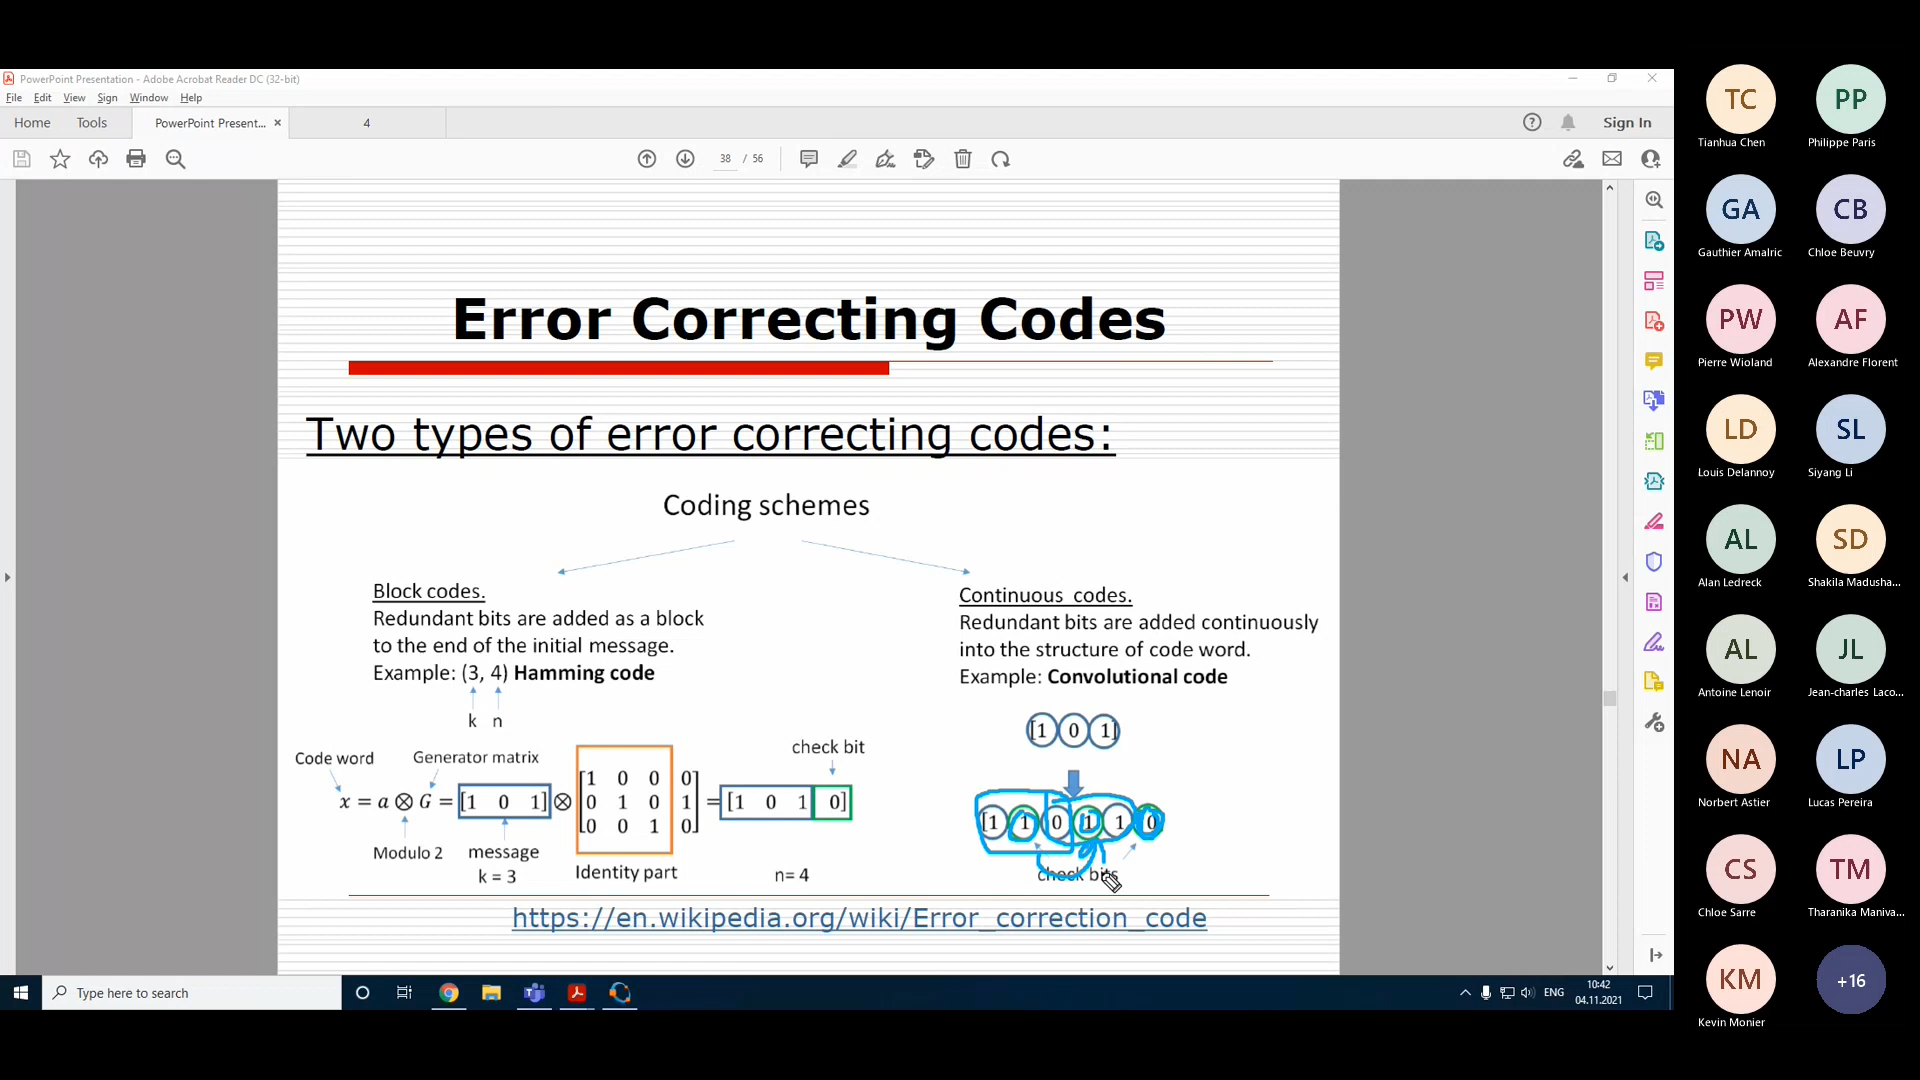 PowerPoint Presentation - Adobe Acrobat Reader DC (32-bit)
File Edit View Sign Window Help
Home Tools PowerPoint Present... × 4 Sign In
38 / 56
Error Correcting Codes
Two types of error correcting codes:
Coding schemes
Block codes.
Redundant bits are added as a block
to the end of the initial message.
Example: (3, 4) Hamming code
k n
Code word
Generator matrix
check bit
x = a ⊗ G = [1 0 1] ⊗
[1 0 0 0]
0 1 0 1
[0 0 1 0]
= [1 0 1 0]
Modulo 2
message
k = 3
Identity part
n= 4
Continuous codes.
Redundant bits are added continuously
into the structure of code word.
Example: Convolutional code
[1 0 1]
[1 1 0 1 1 0]
check bits
https://en.wikipedia.org/wiki/Error_correction_code
Type here to search
ENG
10:42
04.11.2021
TC PP
Tianhua Chen Philippe Paris
GA CB
Gauthier Amalric Chloe Beuvry
PW AF
Pierre Wioland Alexandre Florent
LD SL
Louis Delannoy Siyang Li
AL SD
Alan Ledreck Shakila Madusha...
AL JL
Antoine Lenoir Jean-charles Laco...
NA LP
Norbert Astier Lucas Pereira
CS TM
Chloe Sarre Tharanika Maniva...
KM +16
Kevin Monier